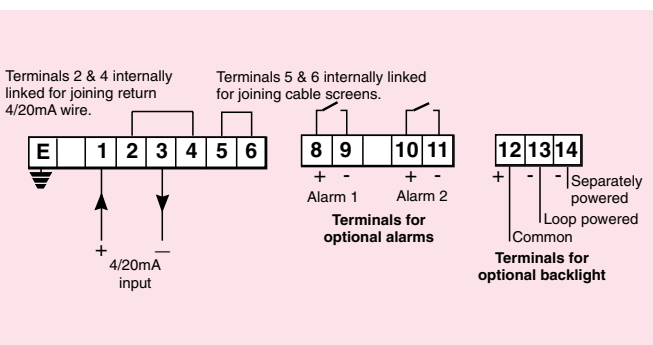 Terminals 2 & 4 internally
linked for joining return
4/20mA wire.
Terminals 5 & 6 internally linked
for joining cable screens.
E 1 2 3 4 5 6
8 9 10 11
12 13 14
+ - + -
Alarm 1 Alarm 2
Terminals for
optional alarms
+ - -
Separately
powered
Loop powered
Common
Terminals for
optional backlight
+ —
4/20mA
input